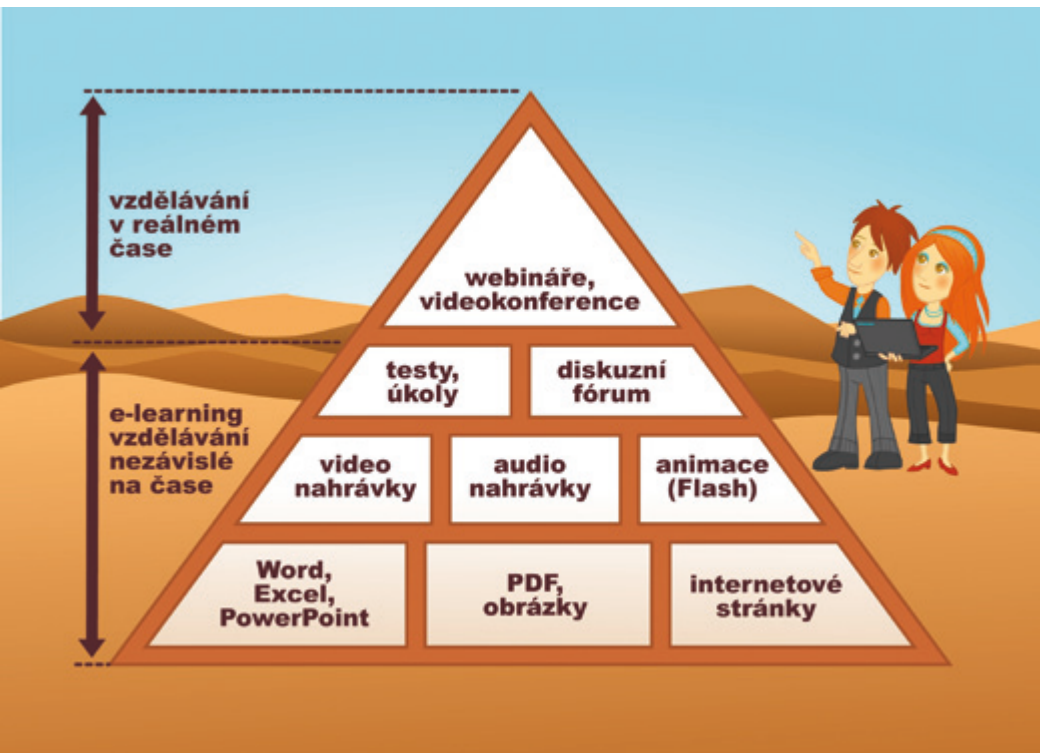 vzdělávání
v reálném
čase
webináře,
videokonference
testy,
úkoly
diskuzní
fórum
e-learning
vzdělávání
nezávislé
na čase
video
nahrávky
audio
nahrávky
animace
(Flash)
Word,
Excel,
PowerPoint
PDF,
obrázky
internetové
stránky